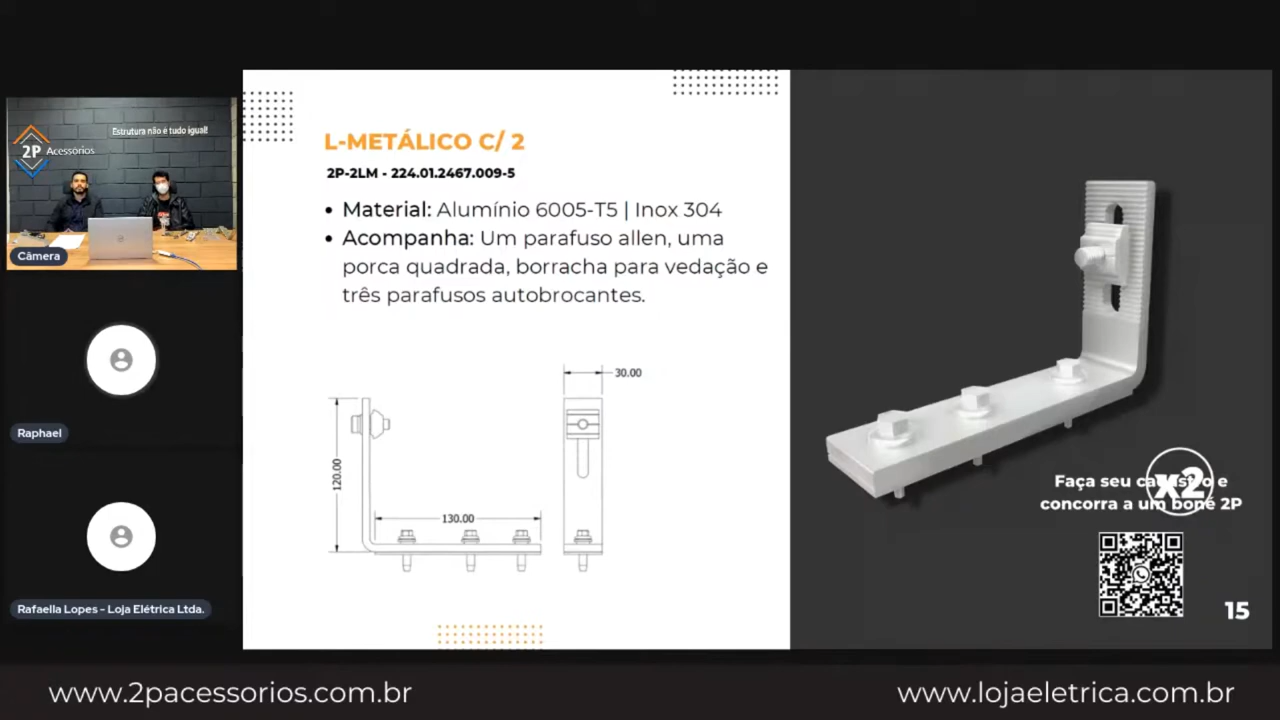 Estrutura não é tudo igual!
2P Acessórios
Câmera
Raphael
Rafaella Lopes - Loja Elétrica Ltda.
L-METÁLICO C/ 2
2P-2LM - 224.01.2467.009-5
• Material: Alumínio 6005-T5 | Inox 304
• Acompanha: Um parafuso allen, uma
porca quadrada, borracha para vedação e
três parafusos autobrocantes.
30.00
120.00
130.00
x2
Faça seu cadastro e
concorra a um boné 2P
15
www.2pacessorios.com.br
www.lojaeletrica.com.br